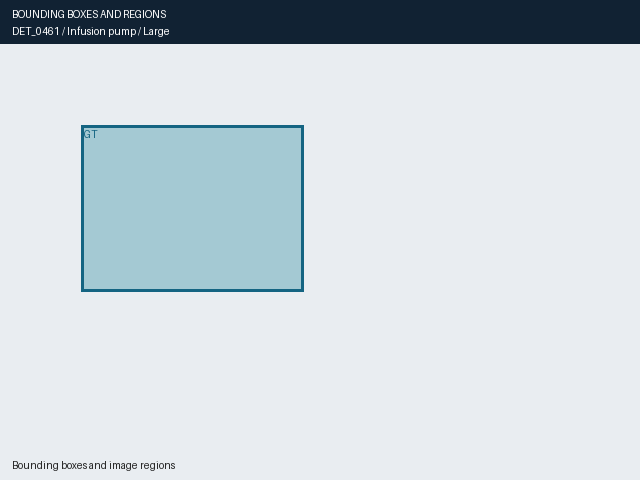 BOUNDING BOXES AND REGIONS
DET_0461 / Infusion pump / Large
GT
Bounding boxes and image regions